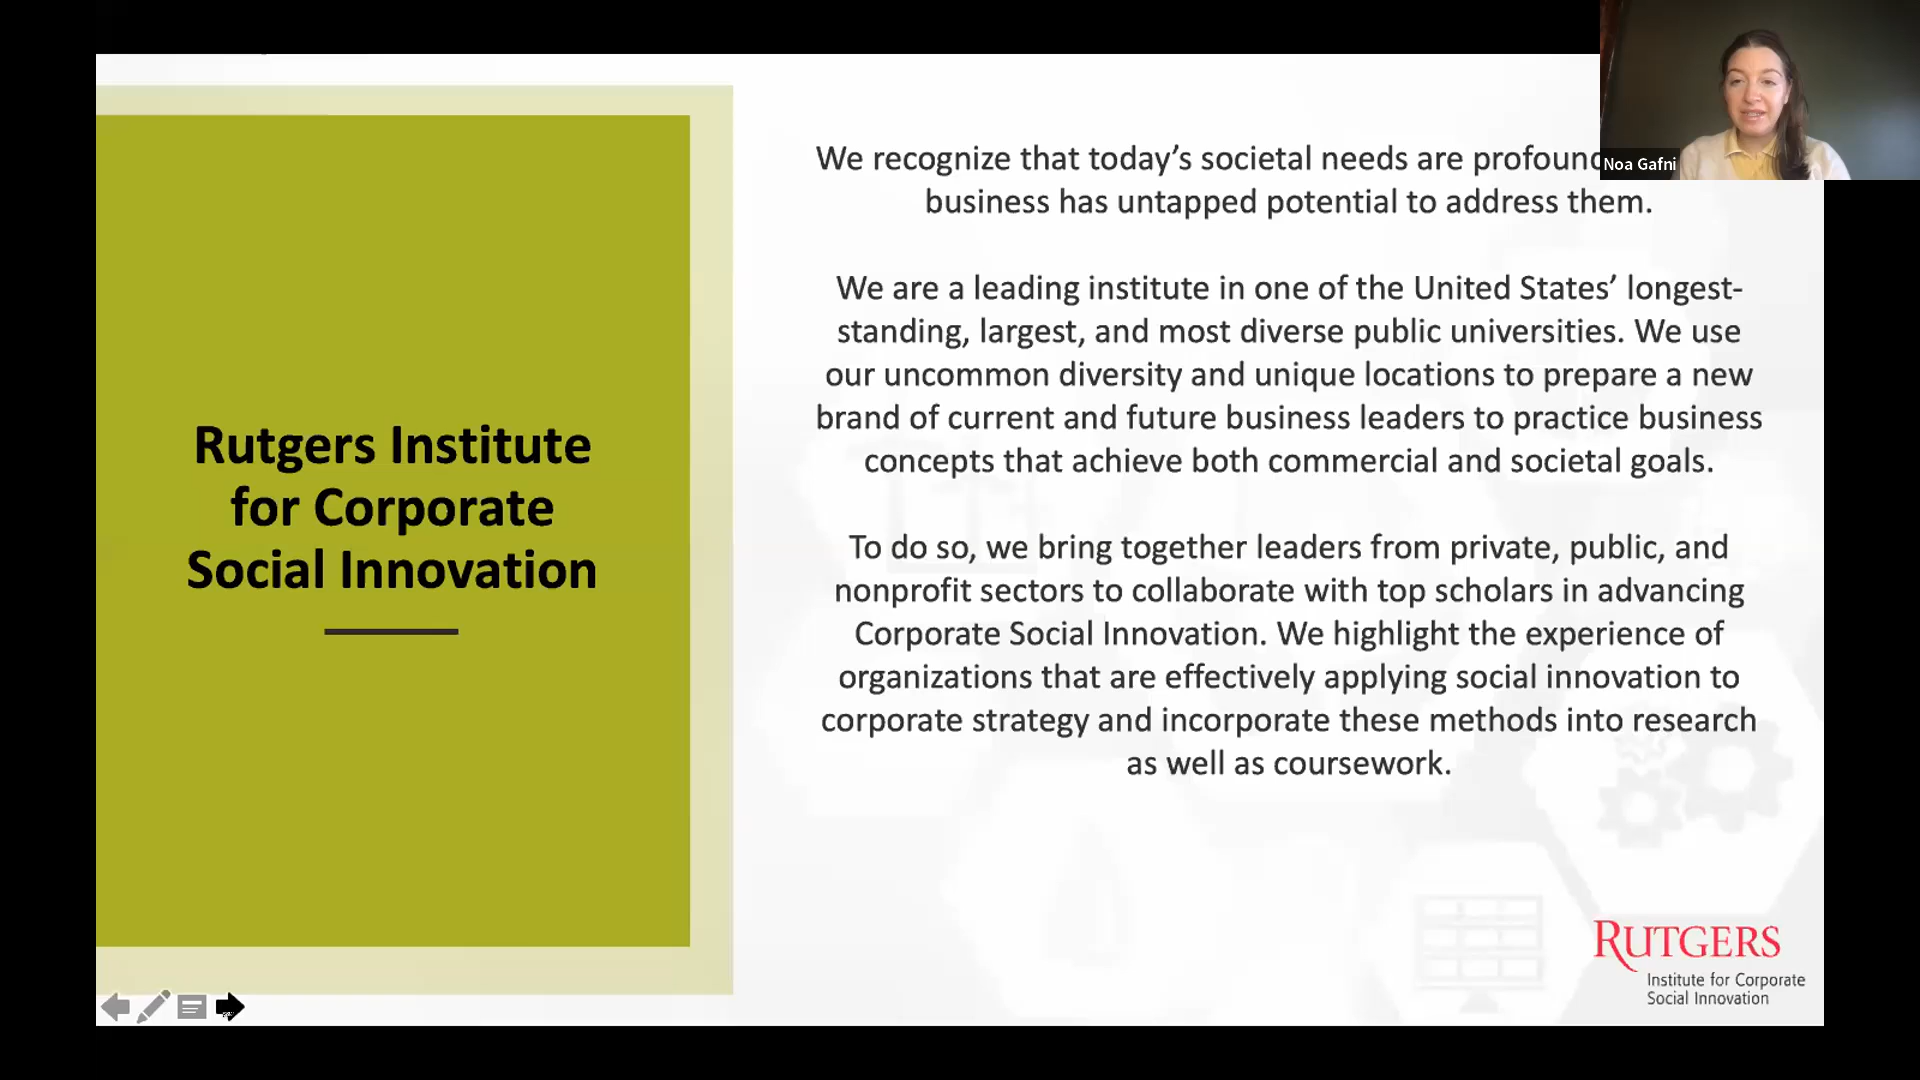 Noa Gafni
Rutgers Institute
for Corporate
Social Innovation
We recognize that today’s societal needs are
business has untapped potential to address them.
We are a leading institute in one of the United States’ longest-
standing, largest, and most diverse public universities. We use
our uncommon diversity and unique locations to prepare a new
brand of current and future business leaders to practice business
concepts that achieve both commercial and societal goals.
To do so, we bring together leaders from private, public, and
nonprofit sectors to collaborate with top scholars in advancing
Corporate Social Innovation. We highlight the experience of
organizations that are effectively applying social innovation to
corporate strategy and incorporate these methods into research
as well as coursework.
RUTGERS
Institute for Corporate
Social Innovation